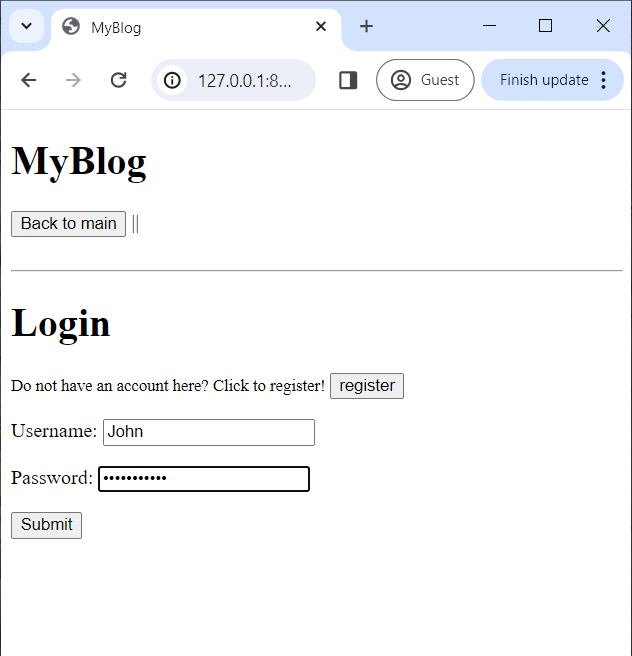 MyBlog
127.0.0.1:8...
Guest
Finish update
MyBlog
Back to main ||
Login
Do not have an account here? Click to register! register
Username: John
Password: •••••••••••
Submit